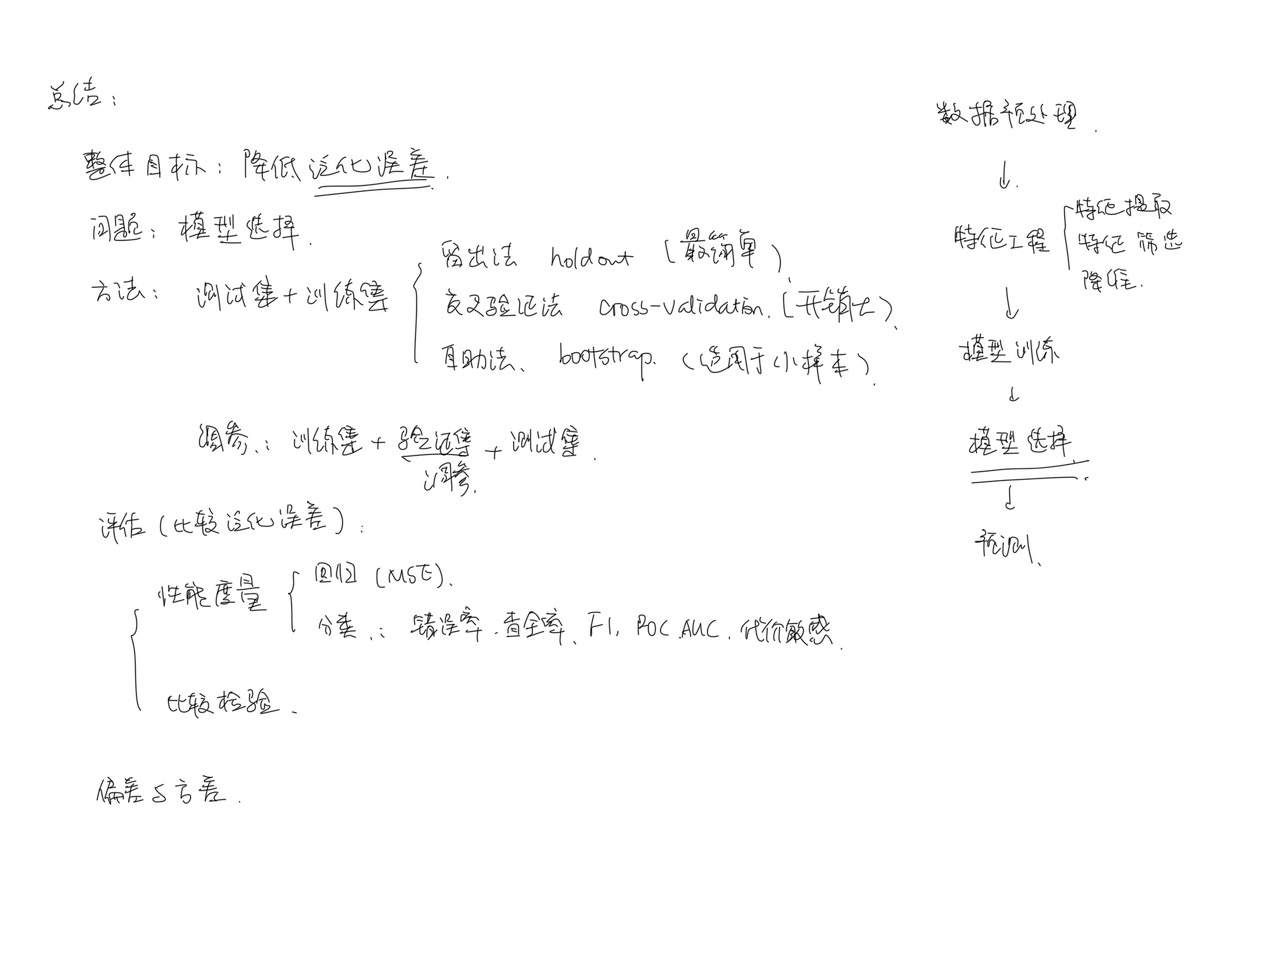 总结：
整体目标：降低泛化误差.
问题：模型选择.
方法：测试集+训练集
留出法 holdout (最简单).
交叉验证法 cross-validation. (开销大).
自助法、bootstrap. (适用于小样本).
调参.：训练集+验证集+测试集.
调参.
评估(比较泛化误差).
性能度量
回归 (MSE).
分类.：错误率.查全率、F1, ROC.AUC.代价敏感.
比较检验.
偏差与方差.
数据预处理.
↓.
特征工程
特征提取
特征筛选
降维.
↓
模型训练
↓
模型选择.
↓
预测.